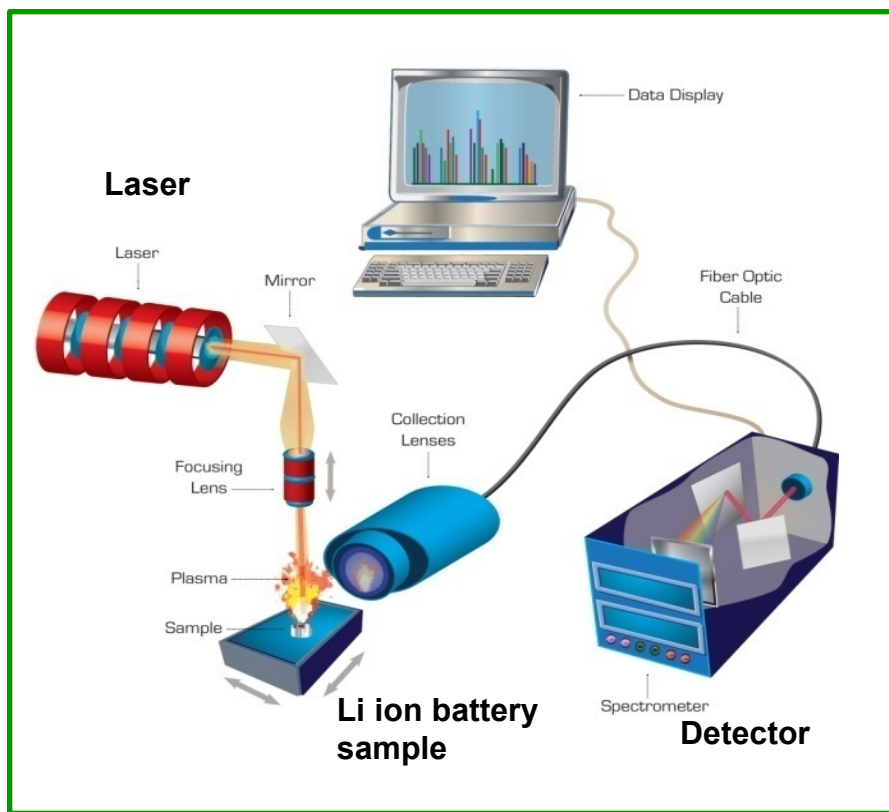 Data Display
Laser
Laser
Mirror
Fiber Optic
Cable
Collection
Lenses
Focusing
Lens
Plasma
Sample
Li ion battery
sample
Spectrometer
Detector